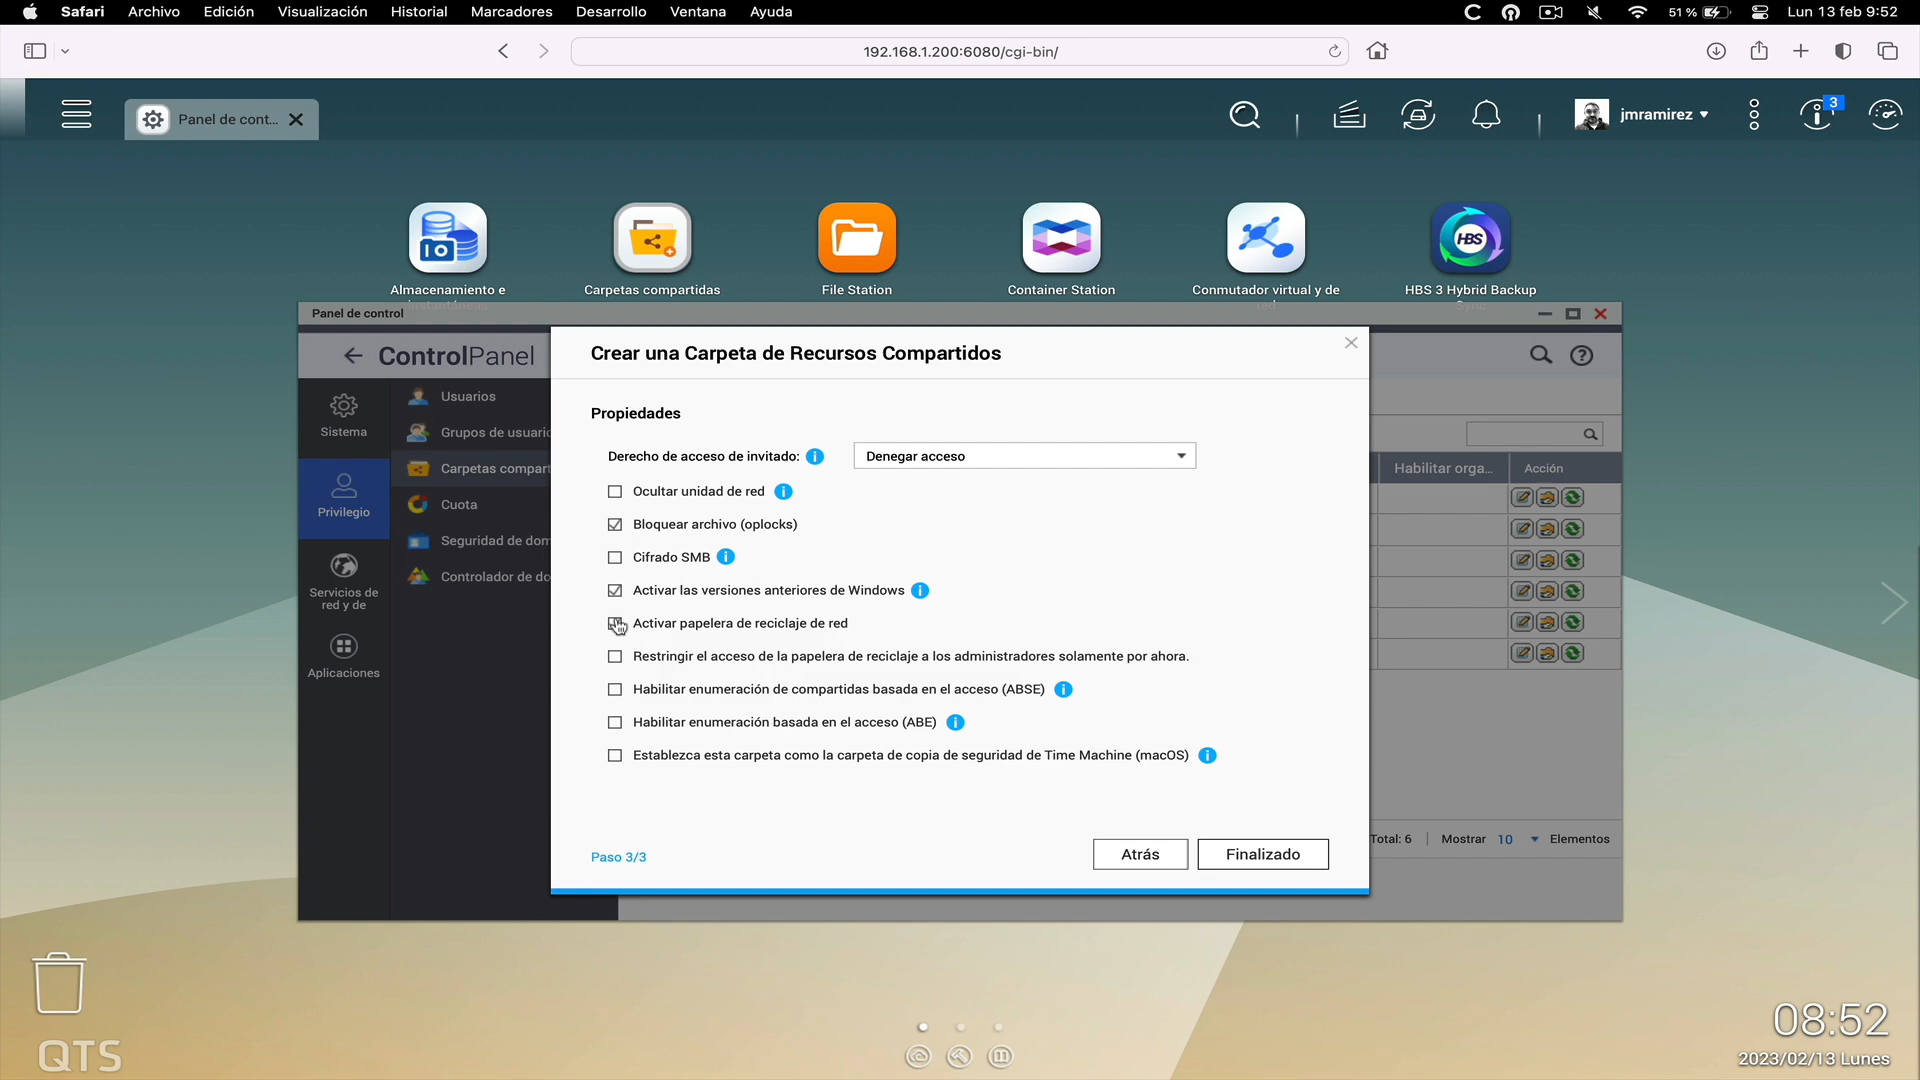 Safari Archivo Edición Visualización Historial Marcadores Desarrollo Ventana Ayuda 51 % Lun 13 feb 9:52
192.168.1.200:6080/cgi-bin/
Panel de cont... jmramirez 3
Almacenamiento e instantáneas
Carpetas compartidas
File Station
Container Station
Conmutador virtual y de red
HBS 3 Hybrid Backup Sync
Panel de control
ControlPanel
Sistema
Privilegio
Servicios de red y de
Aplicaciones
Usuarios
Grupos de usuario
Carpetas compart
Cuota
Seguridad de dom
Controlador de do
Crear una Carpeta de Recursos Compartidos
Propiedades
Derecho de acceso de invitado: Denegar acceso
Ocultar unidad de red
Bloquear archivo (oplocks)
Cifrado SMB
Activar las versiones anteriores de Windows
Activar papelera de reciclaje de red
Restringir el acceso de la papelera de reciclaje a los administradores solamente por ahora.
Habilitar enumeración de compartidas basada en el acceso (ABSE)
Habilitar enumeración basada en el acceso (ABE)
Establezca esta carpeta como la carpeta de copia de seguridad de Time Machine (macOS)
Paso 3/3 Atrás Finalizado
Habilitar orga... Acción
Total: 6 Mostrar 10 Elementos
QTS
08:52
2023/02/13 Lunes